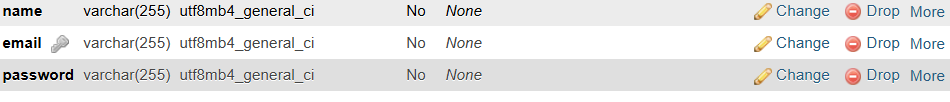 name varchar(255) utf8mb4_general_ci No None Change Drop More
email varchar(255) utf8mb4_general_ci No None Change Drop More
password varchar(255) utf8mb4_general_ci No None Change Drop More